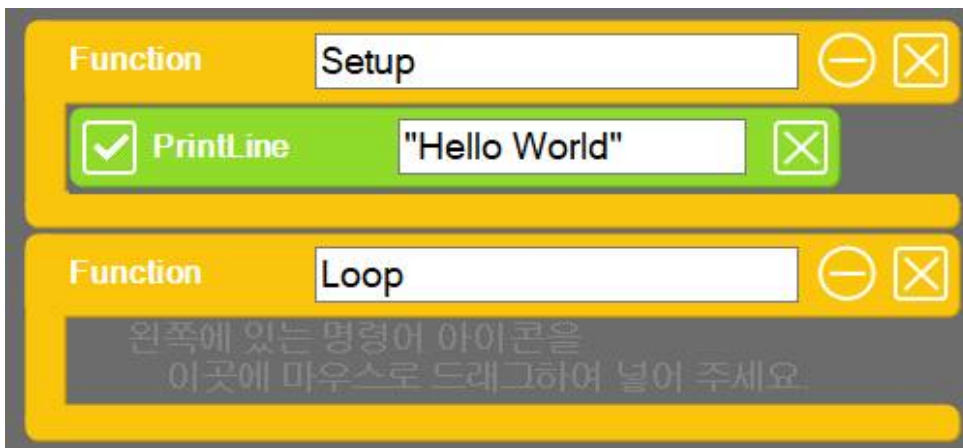 Function Setup
PrintLine "Hello World"
Function Loop
왼쪽에 있는 명령어 아이콘을
이곳에 마우스로 드래그하여 넣어 주세요.